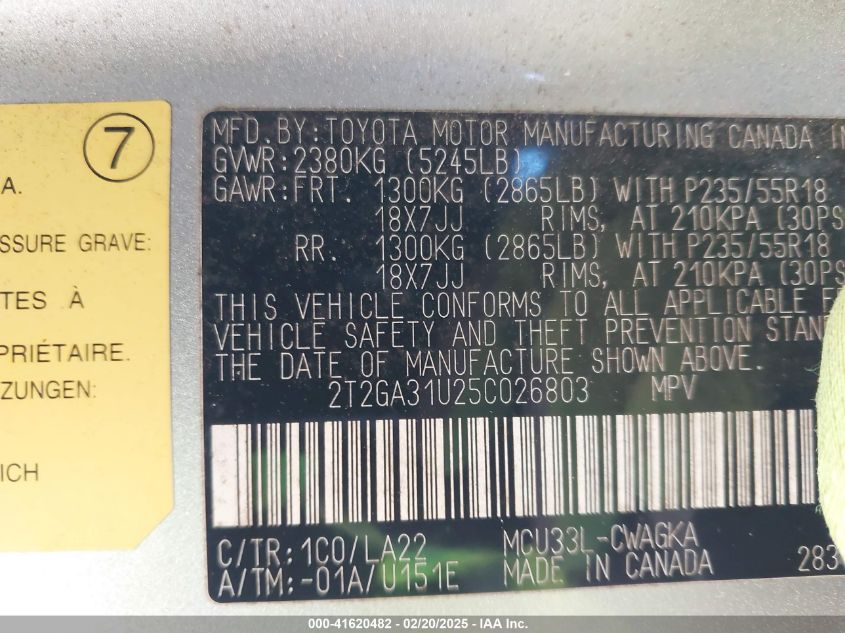 7
A.
SSURE GRAVE:
TES À
PRIÉTAIRE.
ZUNGEN:
ICH
MFD.BY:TOYOTA MOTOR MANUFACTURING CANADA IN
GVWR:2380KG (5245LB)
GAWR:FRT. 1300KG (2865LB) WITH P235/55R18
18X7JJ RIMS, AT 210KPA (30PS
RR. 1300KG (2865LB) WITH P235/55R18
18X7JJ RIMS, AT 210KPA (30PS
THIS VEHICLE CONFORMS TO ALL APPLICABLE FE
VEHICLE SAFETY AND THEFT PREVENTION STAN
THE DATE OF MANUFACTURE SHOWN ABOVE.
2T2GA31U25C026803 MPV
C/TR:1C0/LA22 MCU33L-CWAGKA
A/TM:-01A/U151E MADE IN CANADA 283
000-41620482 - 02/20/2025 - IAA Inc.